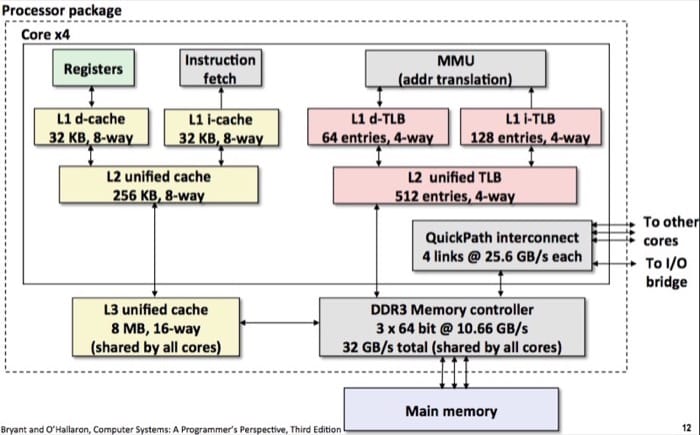 Processor package
Core x4
Registers
Instruction
fetch
MMU
(addr translation)
L1 d-cache
32 KB, 8-way
L1 i-cache
32 KB, 8-way
L1 d-TLB
64 entries, 4-way
L1 i-TLB
128 entries, 4-way
L2 unified cache
256 KB, 8-way
L2 unified TLB
512 entries, 4-way
QuickPath interconnect
4 links @ 25.6 GB/s each
To other
cores
To I/O
bridge
L3 unified cache
8 MB, 16-way
(shared by all cores)
DDR3 Memory controller
3 x 64 bit @ 10.66 GB/s
32 GB/s total (shared by all cores)
Main memory
Bryant and O'Hallaron, Computer Systems: A Programmer's Perspective, Third Edition
12